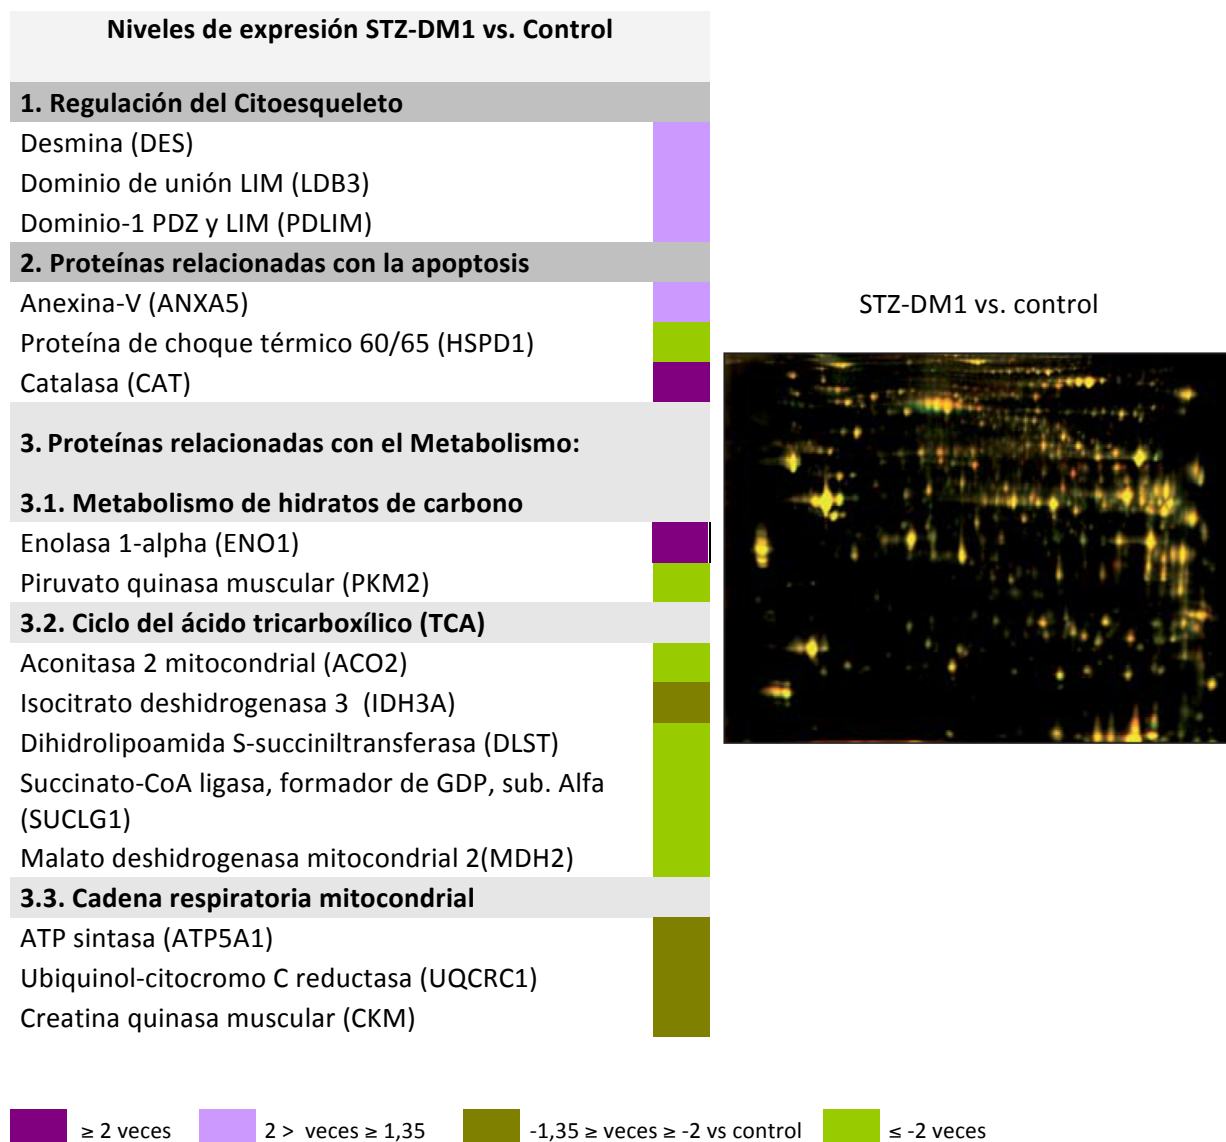 Niveles de expresión STZ-DM1 vs. Control
1. Regulación del Citoesqueleto
Desmina (DES)
Dominio de unión LIM (LDB3)
Dominio-1 PDZ y LIM (PDLIM)
2. Proteínas relacionadas con la apoptosis
Anexina-V (ANXA5)
Proteína de choque térmico 60/65 (HSPD1)
Catalasa (CAT)
3. Proteínas relacionadas con el Metabolismo:
3.1. Metabolismo de hidratos de carbono
Enolasa 1-alpha (ENO1)
Piruvato quinasa muscular (PKM2)
3.2. Ciclo del ácido tricarboxílico (TCA)
Aconitasa 2 mitocondrial (ACO2)
Isocitrato deshidrogenasa 3 (IDH3A)
Dihidrolipoamida S-succiniltransferasa (DLST)
Succinato-CoA ligasa, formador de GDP, sub. Alfa
(SUCLG1)
Malato deshidrogenasa mitocondrial 2(MDH2)
3.3. Cadena respiratoria mitocondrial
ATP sintasa (ATP5A1)
Ubiquinol-citocromo C reductasa (UQCRC1)
Creatina quinasa muscular (CKM)
STZ-DM1 vs. control
≥ 2 veces 2 > veces ≥ 1,35 -1,35 ≥ veces ≥ -2 vs control ≤ -2 veces